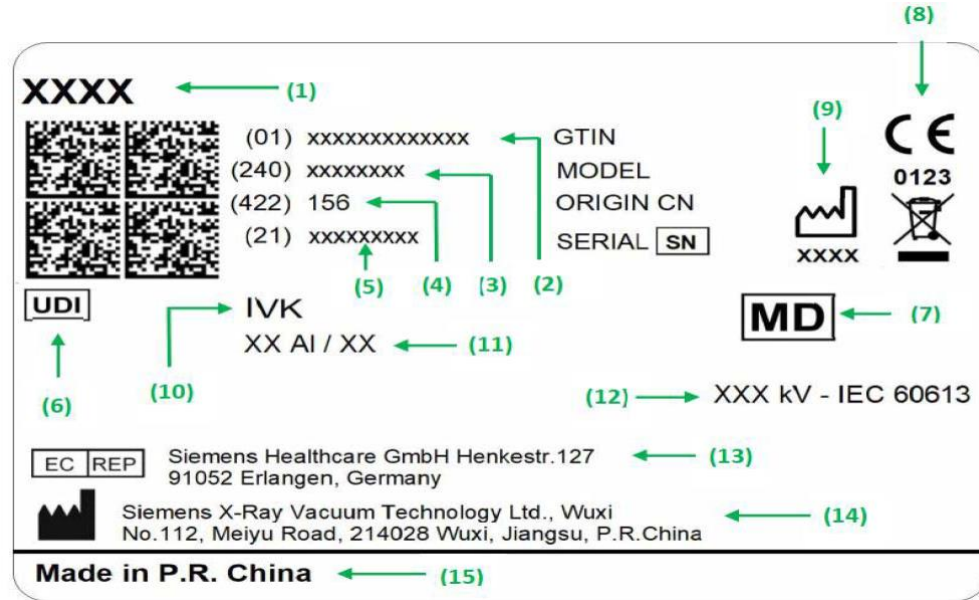 (8)
XXXX (1)
(9)
(01) xxxxxxxxxxxxx GTIN
(240) xxxxxxxx MODEL
(422) 156 ORIGIN CN
(21) xxxxxxxxx SERIAL SN
CE
0123
XXXX
(5) (4) (3) (2)
UDI
IVK
MD (7)
XX AI / XX (11)
(6) (10)
(12) XXX kV - IEC 60613
EC REP Siemens Healthcare GmbH Henkestr.127 (13)
91052 Erlangen, Germany
Siemens X-Ray Vacuum Technology Ltd., Wuxi (14)
No.112, Meiyu Road, 214028 Wuxi, Jiangsu, P.R.China
Made in P.R. China (15)